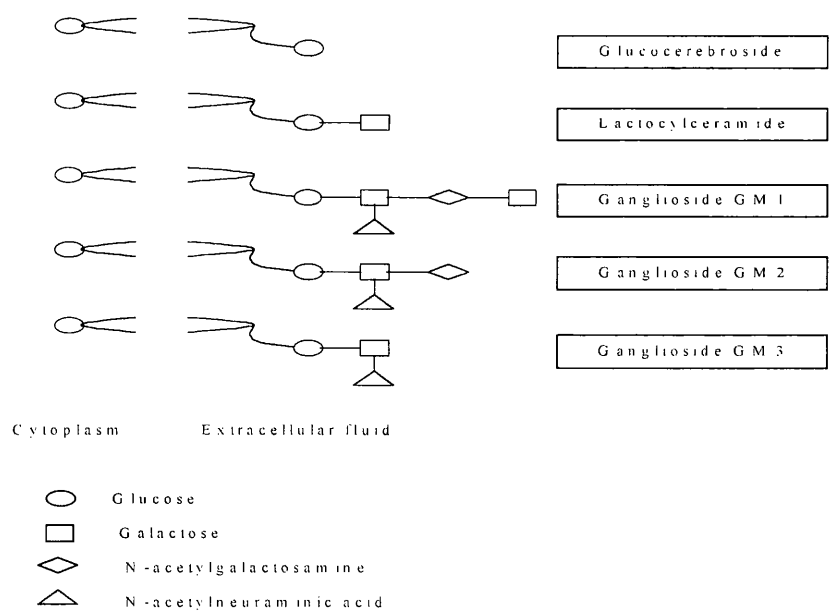 Glucocerebroside
Lactocylceramide
Ganglioside GM1
Ganglioside GM2
Ganglioside GM3
Cytoplasm
Extracellular fluid
Glucose
Galactose
N-acetylgalactosamine
N-acetylneuraminic acid